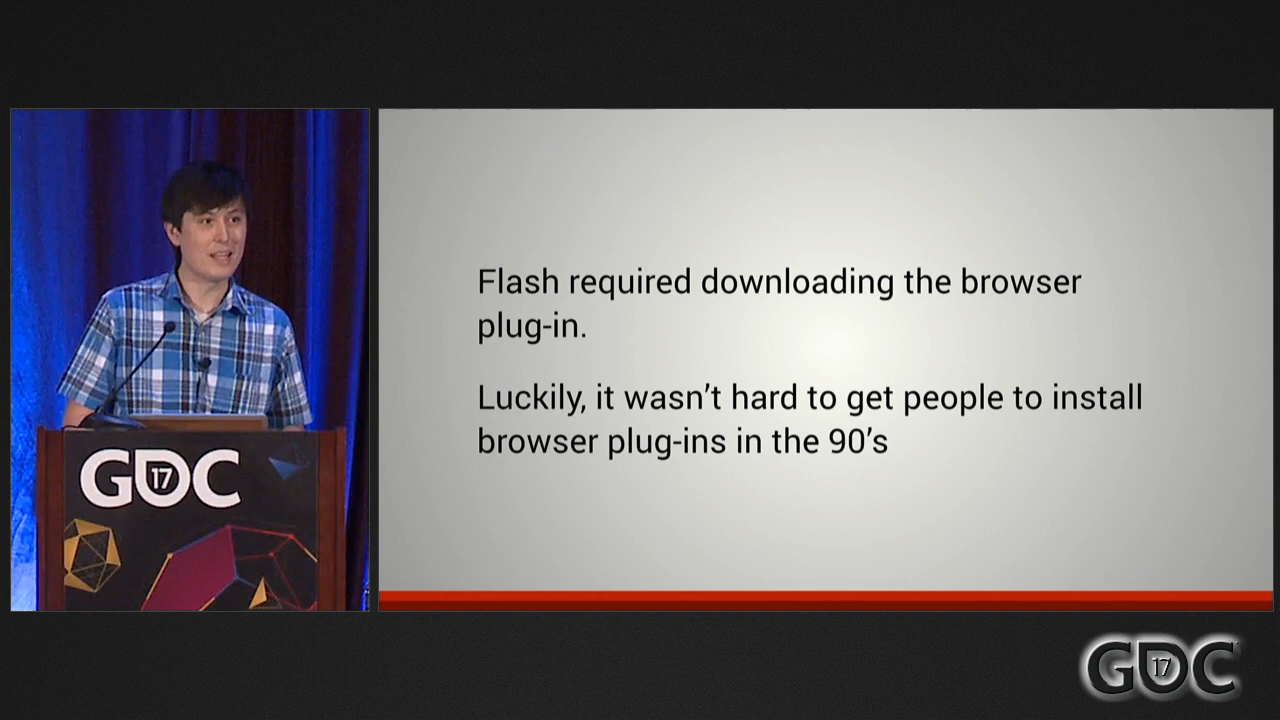 Flash required downloading the browser
plug-in.
Luckily, it wasn’t hard to get people to install
browser plug-ins in the 90’s
GDC
17
GDC
17